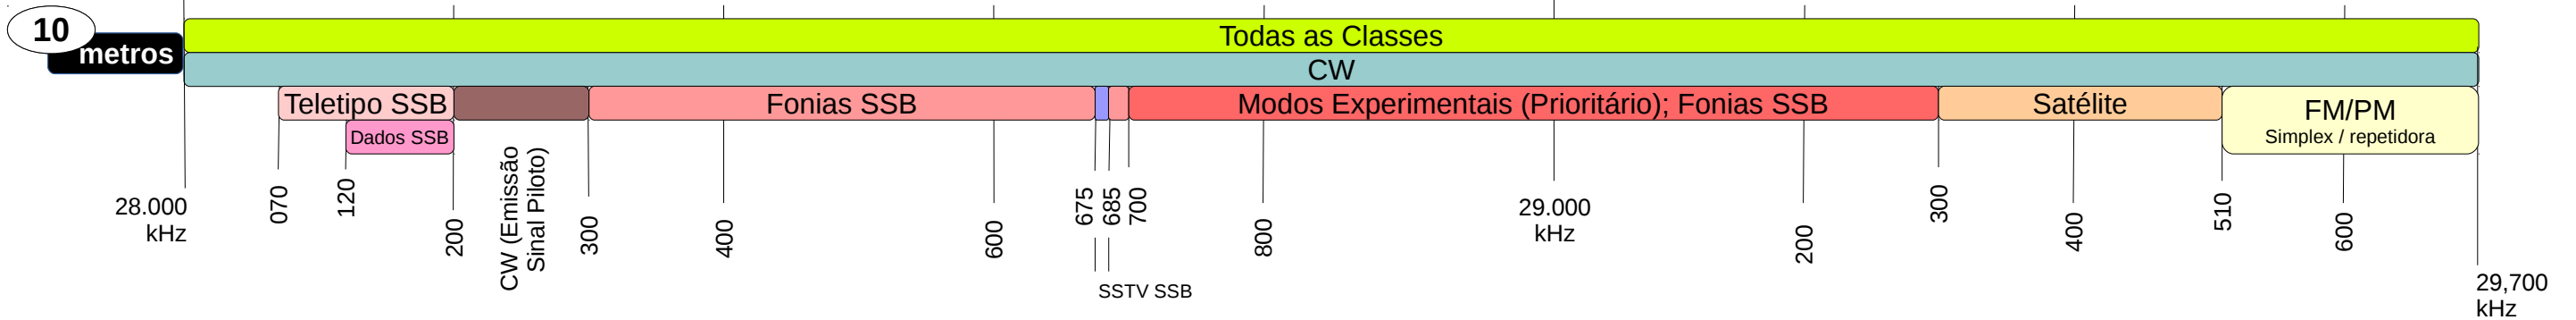 10
metros
Todas as Classes
CW
Teletipo SSB
Fonias SSB
Modos Experimentais (Prioritário); Fonias SSB
Satélite
FM/PM
Simplex / repetidora
Dados SSB
28.000
kHz
070
120
200
CW (Emissão
Sinal Piloto)
300
400
600
675
685
700
SSTV SSB
800
29.000
kHz
200
300
400
510
600
29,700
kHz